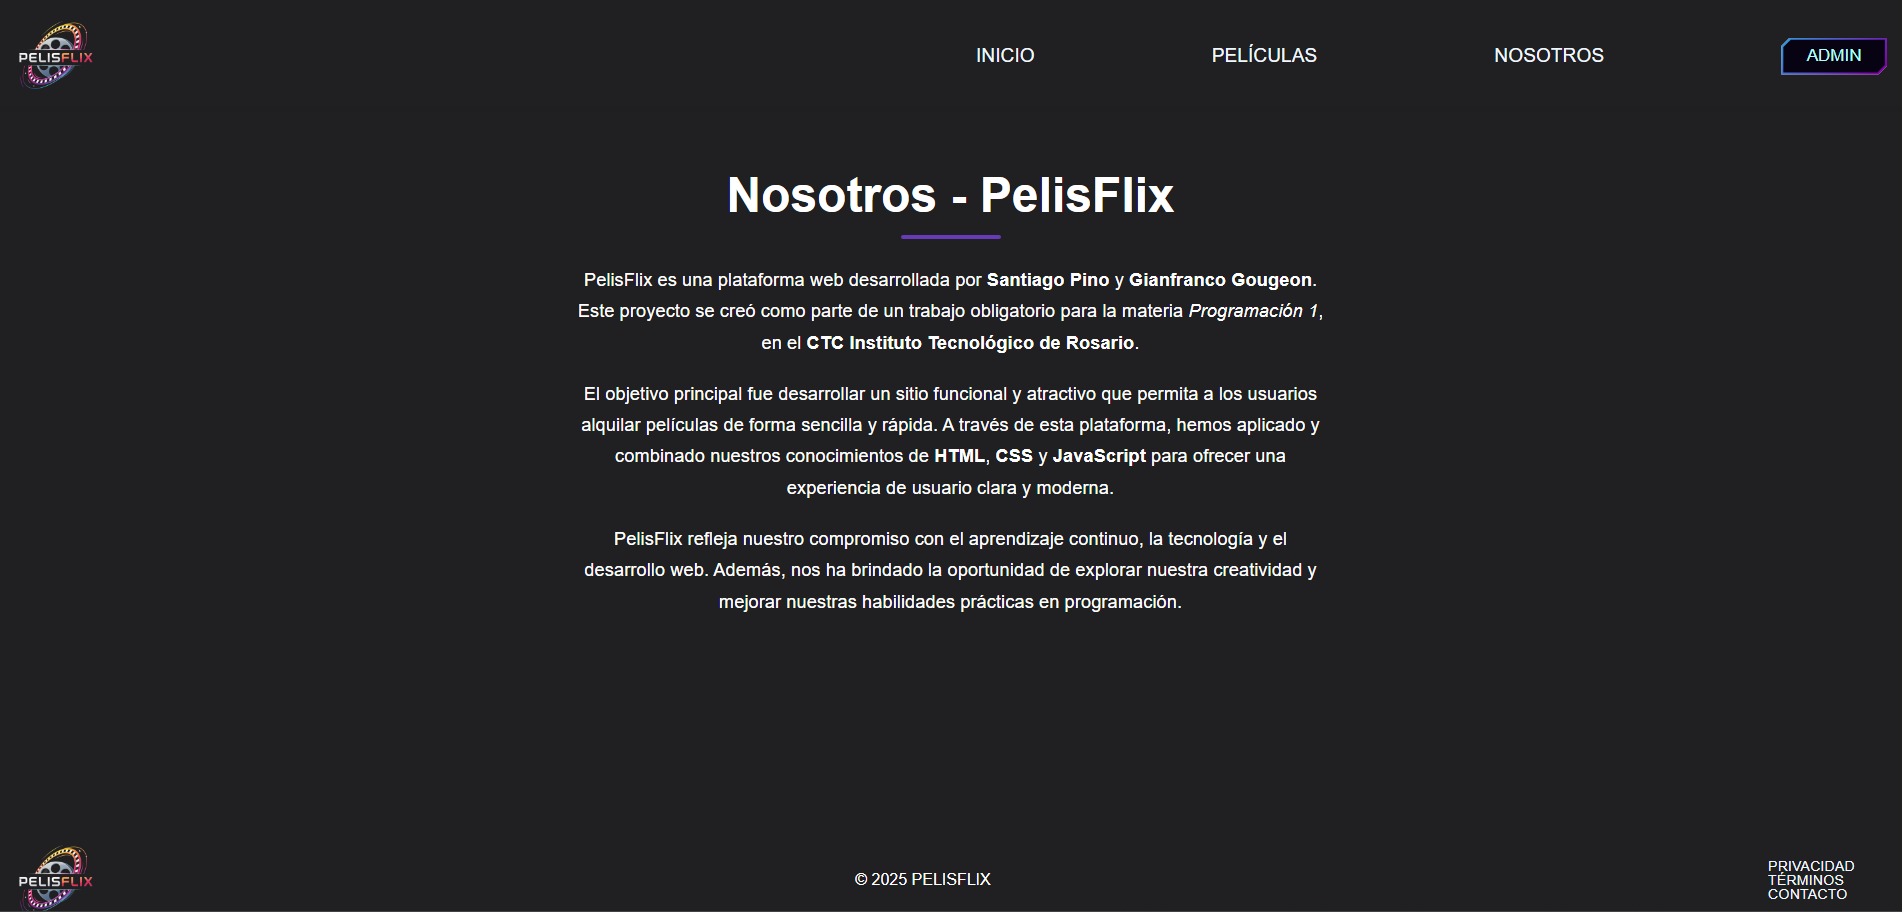 PELISFLIX
INICIO
PELÍCULAS
NOSOTROS
ADMIN
Nosotros - PelisFlix
PelisFlix es una plataforma web desarrollada por Santiago Pino y Gianfranco Gougeon.
Este proyecto se creó como parte de un trabajo obligatorio para la materia Programación 1,
en el CTC Instituto Tecnológico de Rosario.
El objetivo principal fue desarrollar un sitio funcional y atractivo que permita a los usuarios
alquilar películas de forma sencilla y rápida. A través de esta plataforma, hemos aplicado y
combinado nuestros conocimientos de HTML, CSS y JavaScript para ofrecer una
experiencia de usuario clara y moderna.
PelisFlix refleja nuestro compromiso con el aprendizaje continuo, la tecnología y el
desarrollo web. Además, nos ha brindado la oportunidad de explorar nuestra creatividad y
mejorar nuestras habilidades prácticas en programación.
PELISFLIX
© 2025 PELISFLIX
PRIVACIDAD
TÉRMINOS
CONTACTO